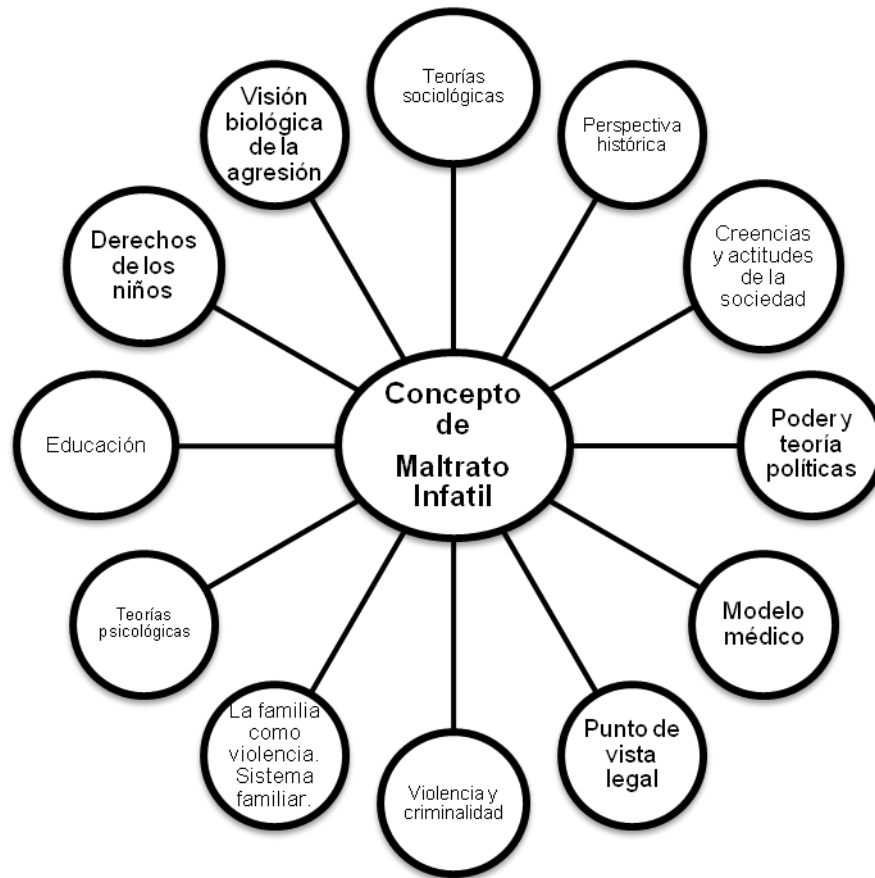 Concepto
de
Maltrato
Infatil
Teorías
sociológicas
Perspectiva
histórica
Creencias
y actitudes
de la
sociedad
Poder y
teoría
políticas
Modelo
médico
Punto de
vista
legal
Violencia y
criminalidad
La familia
como
violencia.
Sistema
familiar.
Teorías
psicológicas
Educación
Derechos
de los
niños
Visión
biológica
de la
agresión